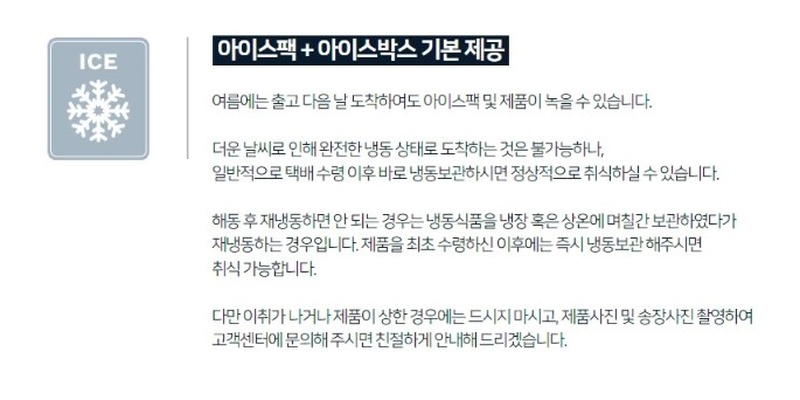 ICE
아이스팩 + 아이스박스 기본 제공
여름에는 출고 다음 날 도착하여도 아이스팩 및 제품이 녹을 수 있습니다.
더운 날씨로 인해 완전한 냉동 상태로 도착하는 것은 불가능하나,
일반적으로 택배 수령 이후 바로 냉동보관하시면 정상적으로 취식하실 수 있습니다.
해동 후 재냉동하면 안 되는 경우는 냉동식품을 냉장 혹은 상온에 며칠간 보관하였다가
재냉동하는 경우입니다. 제품을 최초 수령하신 이후에는 즉시 냉동보관 해주시면
취식 가능합니다.
다만 이취가 나거나 제품이 상한 경우에는 드시지 마시고, 제품사진 및 송장사진 촬영하여
고객센터에 문의해 주시면 친절하게 안내해 드리겠습니다.